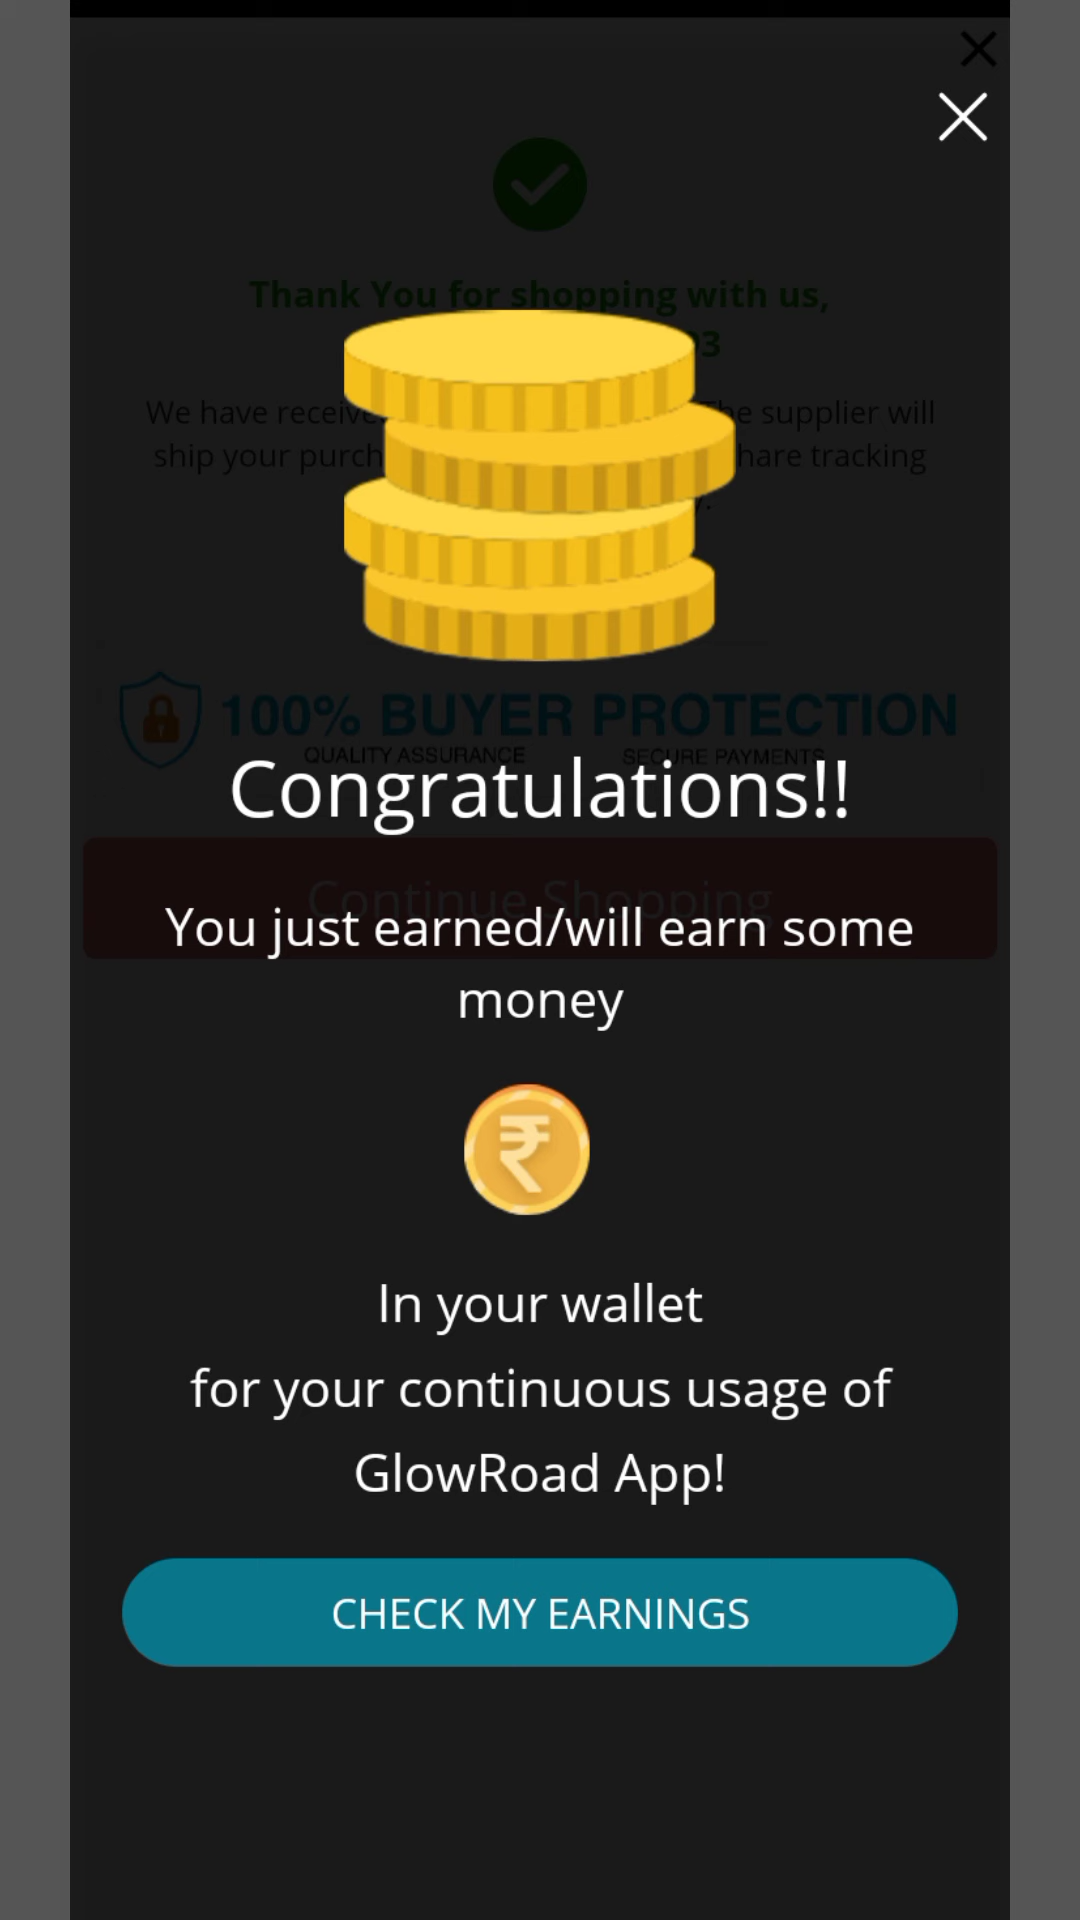 Thank You for shopping with us,
3
We have receive The supplier will
ship your purch hare tracking
y.
100% BUYER PROTECTION
QUALITY ASSURANCE SECURE PAYMENTS
Congratulations!!
Continue Shopping
You just earned/will earn some
money
₹
In your wallet
for your continuous usage of
GlowRoad App!
CHECK MY EARNINGS